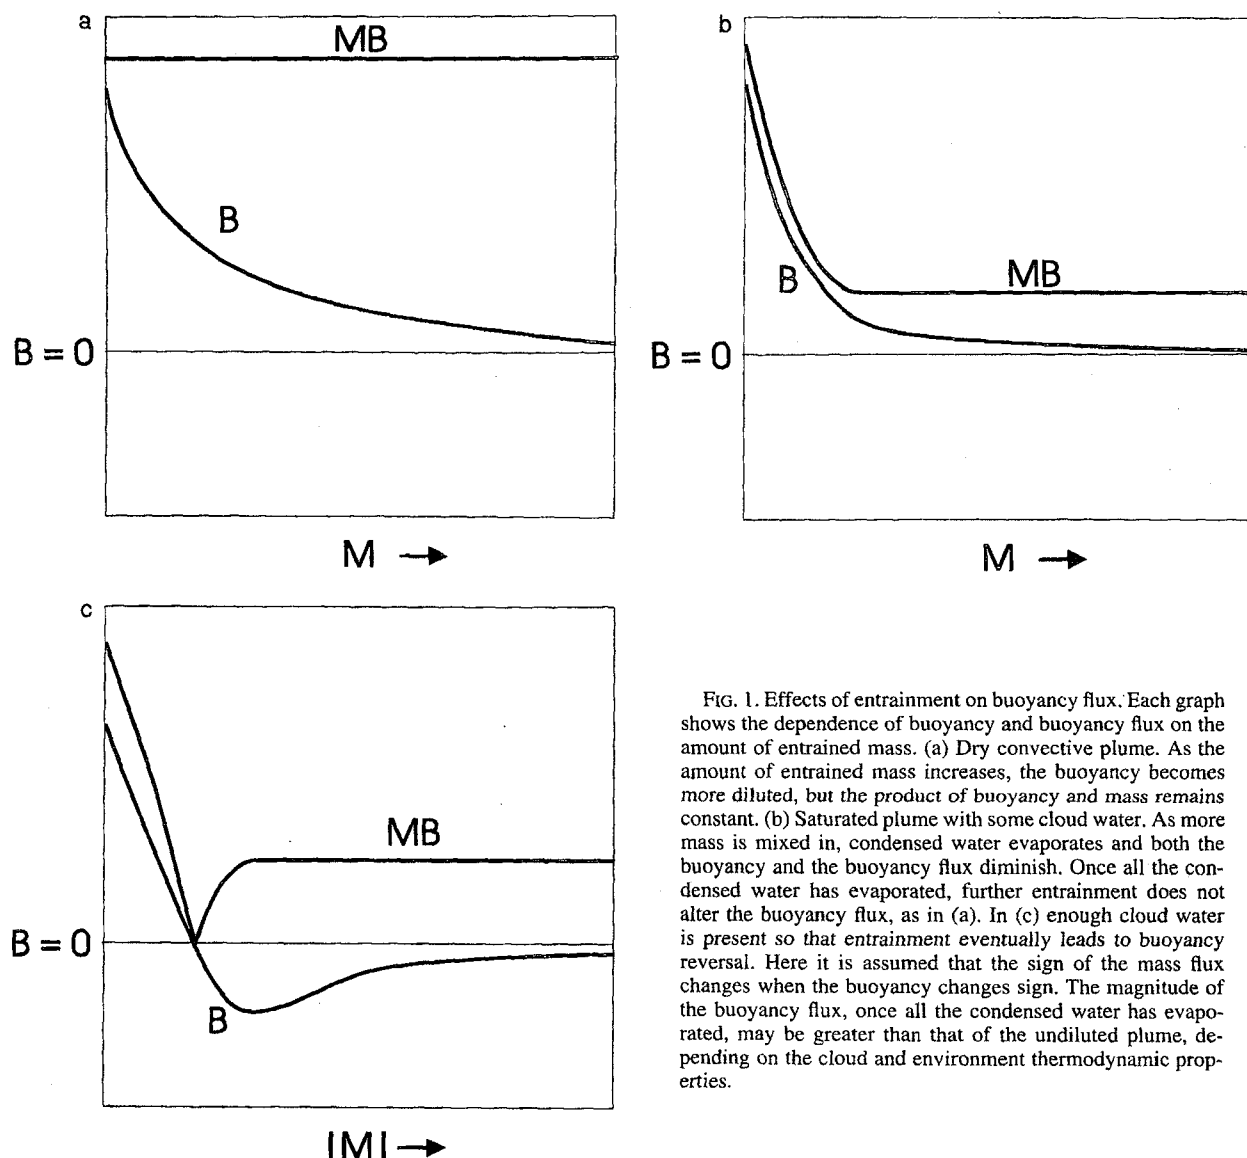 a
MB
B
B = 0
M →
b
MB
B
B = 0
M →
c
MB
B = 0
B
|M| →
FIG. 1. Effects of entrainment on buoyancy flux. Each graph
shows the dependence of buoyancy and buoyancy flux on the
amount of entrained mass. (a) Dry convective plume. As the
amount of entrained mass increases, the buoyancy becomes
more diluted, but the product of buoyancy and mass remains
constant. (b) Saturated plume with some cloud water. As more
mass is mixed in, condensed water evaporates and both the
buoyancy and the buoyancy flux diminish. Once all the con-
densed water has evaporated, further entrainment does not
alter the buoyancy flux, as in (a). In (c) enough cloud water
is present so that entrainment eventually leads to buoyancy
reversal. Here it is assumed that the sign of the mass flux
changes when the buoyancy changes sign. The magnitude of
the buoyancy flux, once all the condensed water has evapo-
rated, may be greater than that of the undiluted plume, de-
pending on the cloud and environment thermodynamic prop-
erties.